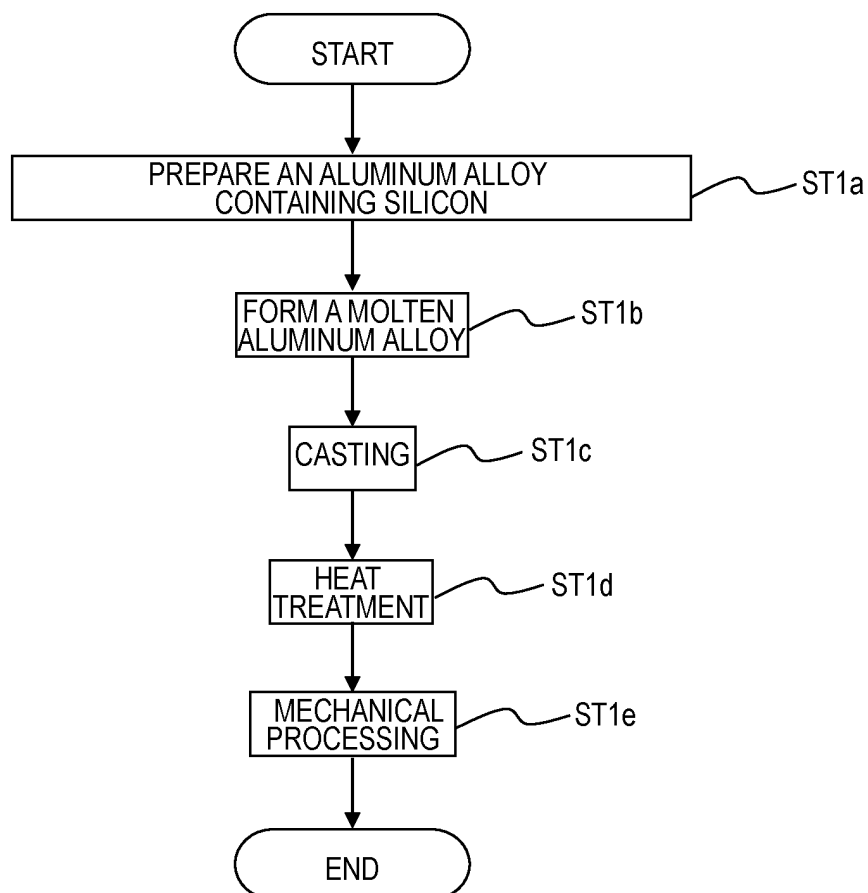 START
PREPARE AN ALUMINUM ALLOY
CONTAINING SILICON
ST1a
FORM A MOLTEN
ALUMINUM ALLOY
ST1b
CASTING
ST1c
HEAT
TREATMENT
ST1d
MECHANICAL
PROCESSING
ST1e
END